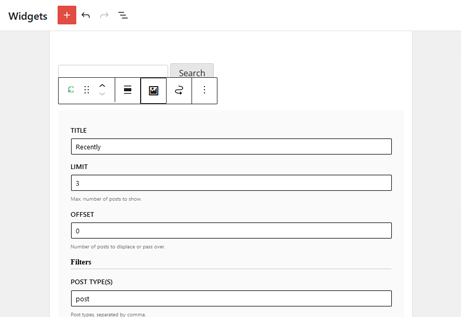 Widgets
Search
TITLE
Recently
LIMIT
3
Max. number of posts to show.
OFFSET
0
Number of posts to displace or pass over.
Filters
POST TYPE(S)
post
Post types, separated by comma.